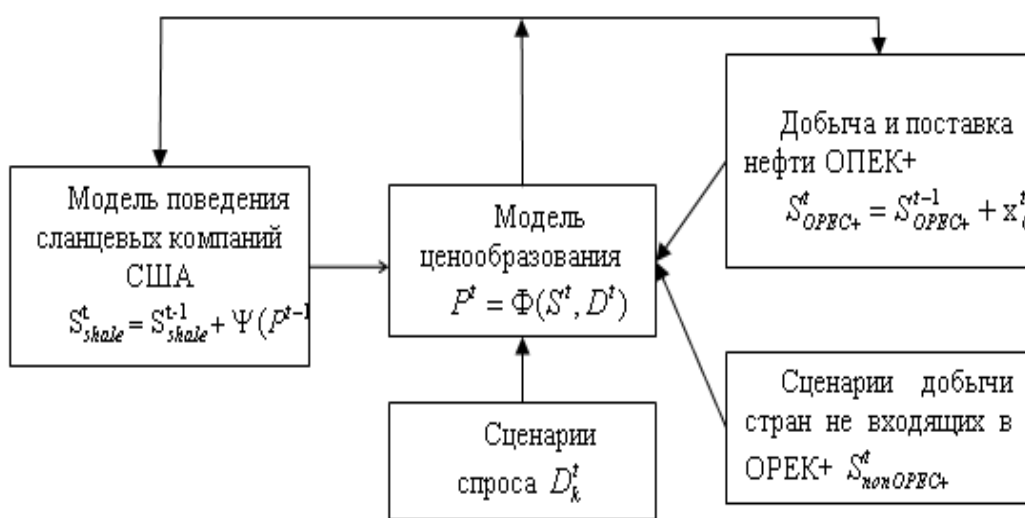 Модель поведения
сланцевых компаний
США
S^t_shale = S^t-1_shale + Ψ(P^t-1
Модель
ценообразования
P^t = Φ(S^t, D^t)
Сценарии
спроса D^t_k
Добыча и поставка
нефти ОПЕК+
S^t_OPEC+ = S^t-1_OPEC+ + x^t
Сценарии добычи
стран не входящих в
ОРЕК+ S^t_nonOPEC+